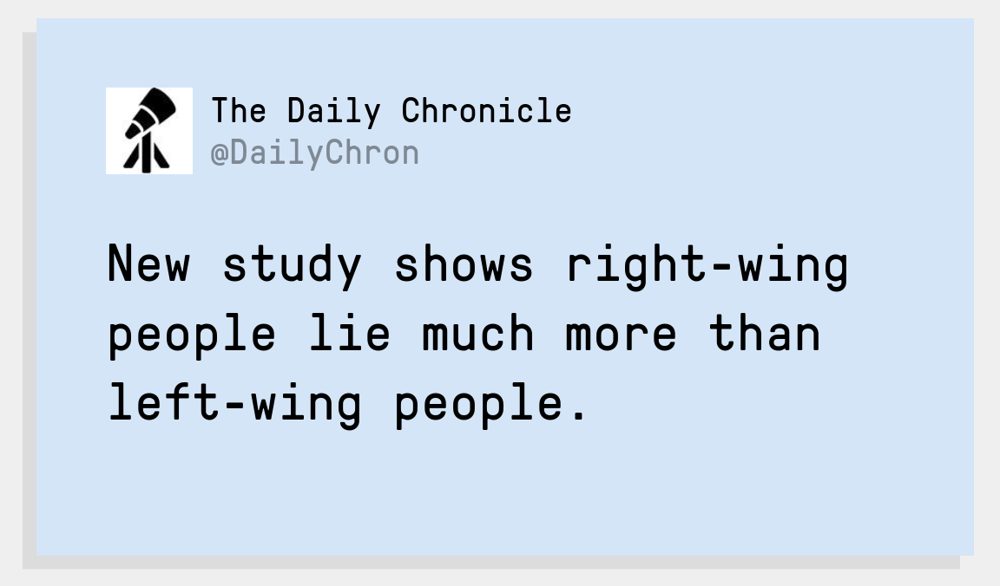 The Daily Chronicle
@DailyChron
New study shows right-wing
people lie much more than
left-wing people.